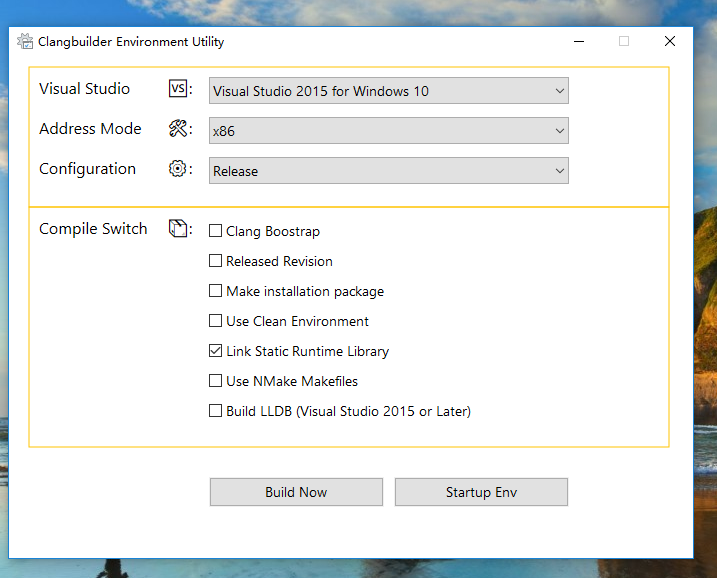 Clangbuilder Environment Utility
Visual Studio VS: Visual Studio 2015 for Windows 10
Address Mode : x86
Configuration : Release
Compile Switch : Clang Boostrap
Released Revision
Make installation package
Use Clean Environment
Link Static Runtime Library
Use NMake Makefiles
Build LLDB (Visual Studio 2015 or Later)
Build Now Startup Env